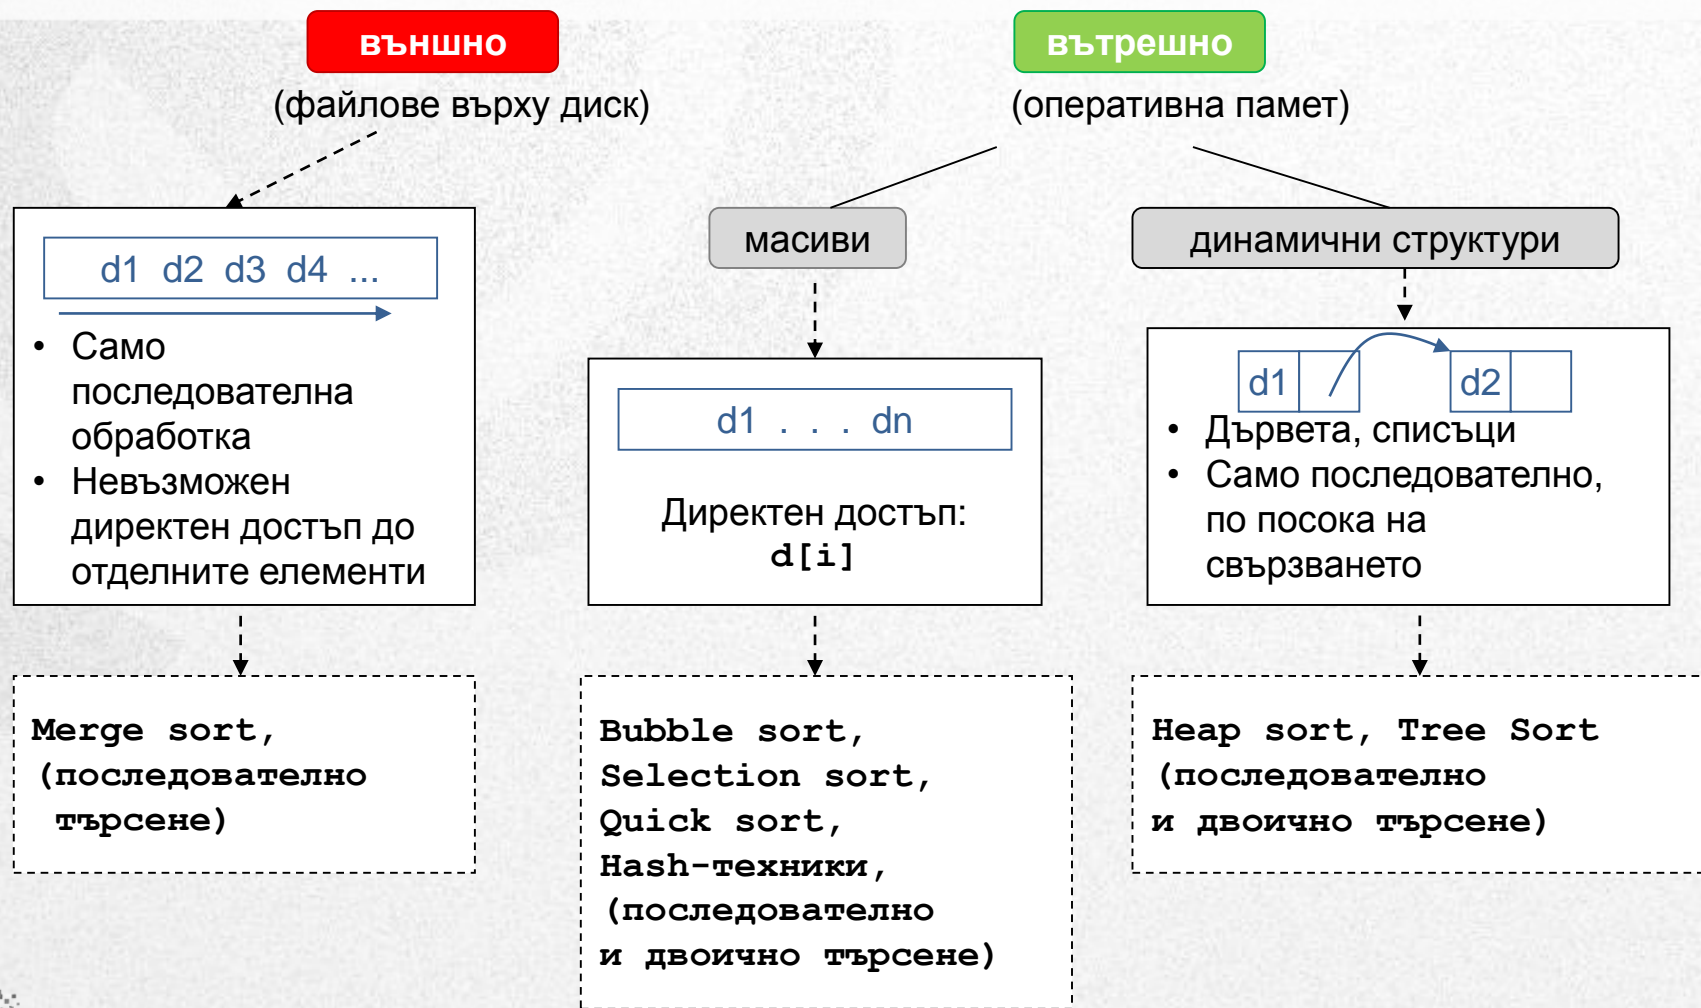 външно
(файлове върху диск)
d1 d2 d3 d4 ...
• Само
последователна
обработка
• Невъзможен
директен достъп до
отделните елементи
Merge sort,
(последователно
търсене)
вътрешно
(оперативна памет)
масиви
d1 . . . dn
Директен достъп:
d[i]
Bubble sort,
Selection sort,
Quick sort,
Hash-техники,
(последователно
и двоично търсене)
динамични структури
d1 d2
• Дървета, списъци
• Само последователно,
по посока на
свързването
Heap sort, Tree Sort
(последователно
и двоично търсене)